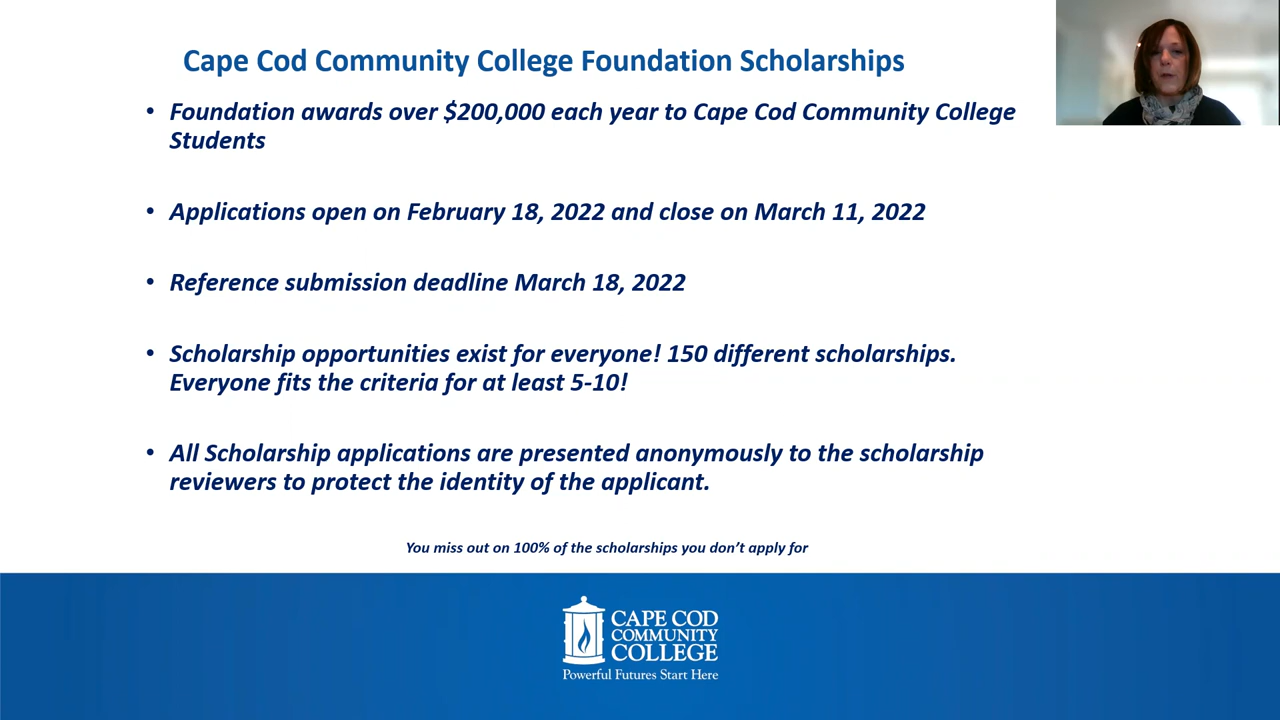 Cape Cod Community College Foundation Scholarships
• Foundation awards over $200,000 each year to Cape Cod Community College
Students
• Applications open on February 18, 2022 and close on March 11, 2022
• Reference submission deadline March 18, 2022
• Scholarship opportunities exist for everyone! 150 different scholarships.
Everyone fits the criteria for at least 5-10!
• All Scholarship applications are presented anonymously to the scholarship
reviewers to protect the identity of the applicant.
You miss out on 100% of the scholarships you don't apply for
CAPE COD
COMMUNITY
COLLEGE
Powerful Futures Start Here